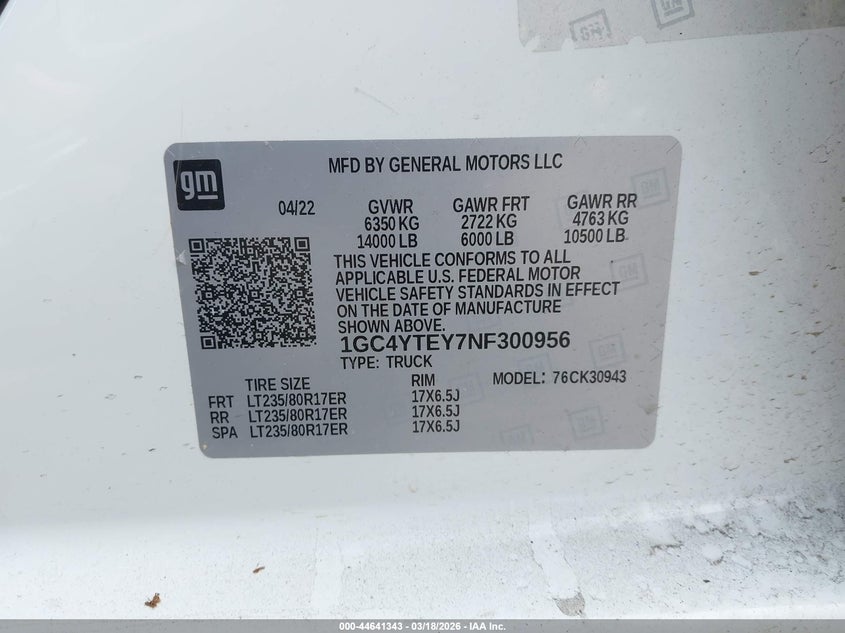 gm
MFD BY GENERAL MOTORS LLC
04/22 GVWR GAWR FRT GAWR RR
6350 KG 2722 KG 4763 KG
14000 LB 6000 LB 10500 LB
THIS VEHICLE CONFORMS TO ALL
APPLICABLE U.S. FEDERAL MOTOR
VEHICLE SAFETY STANDARDS IN EFFECT
ON THE DATE OF MANUFACTURE
SHOWN ABOVE.
1GC4YTEY7NF300956
TYPE: TRUCK
TIRE SIZE RIM MODEL: 76CK30943
FRT LT235/80R17ER 17X6.5J
RR LT235/80R17ER 17X6.5J
SPA LT235/80R17ER 17X6.5J
000-44641343 - 03/18/2026 - IAA Inc.